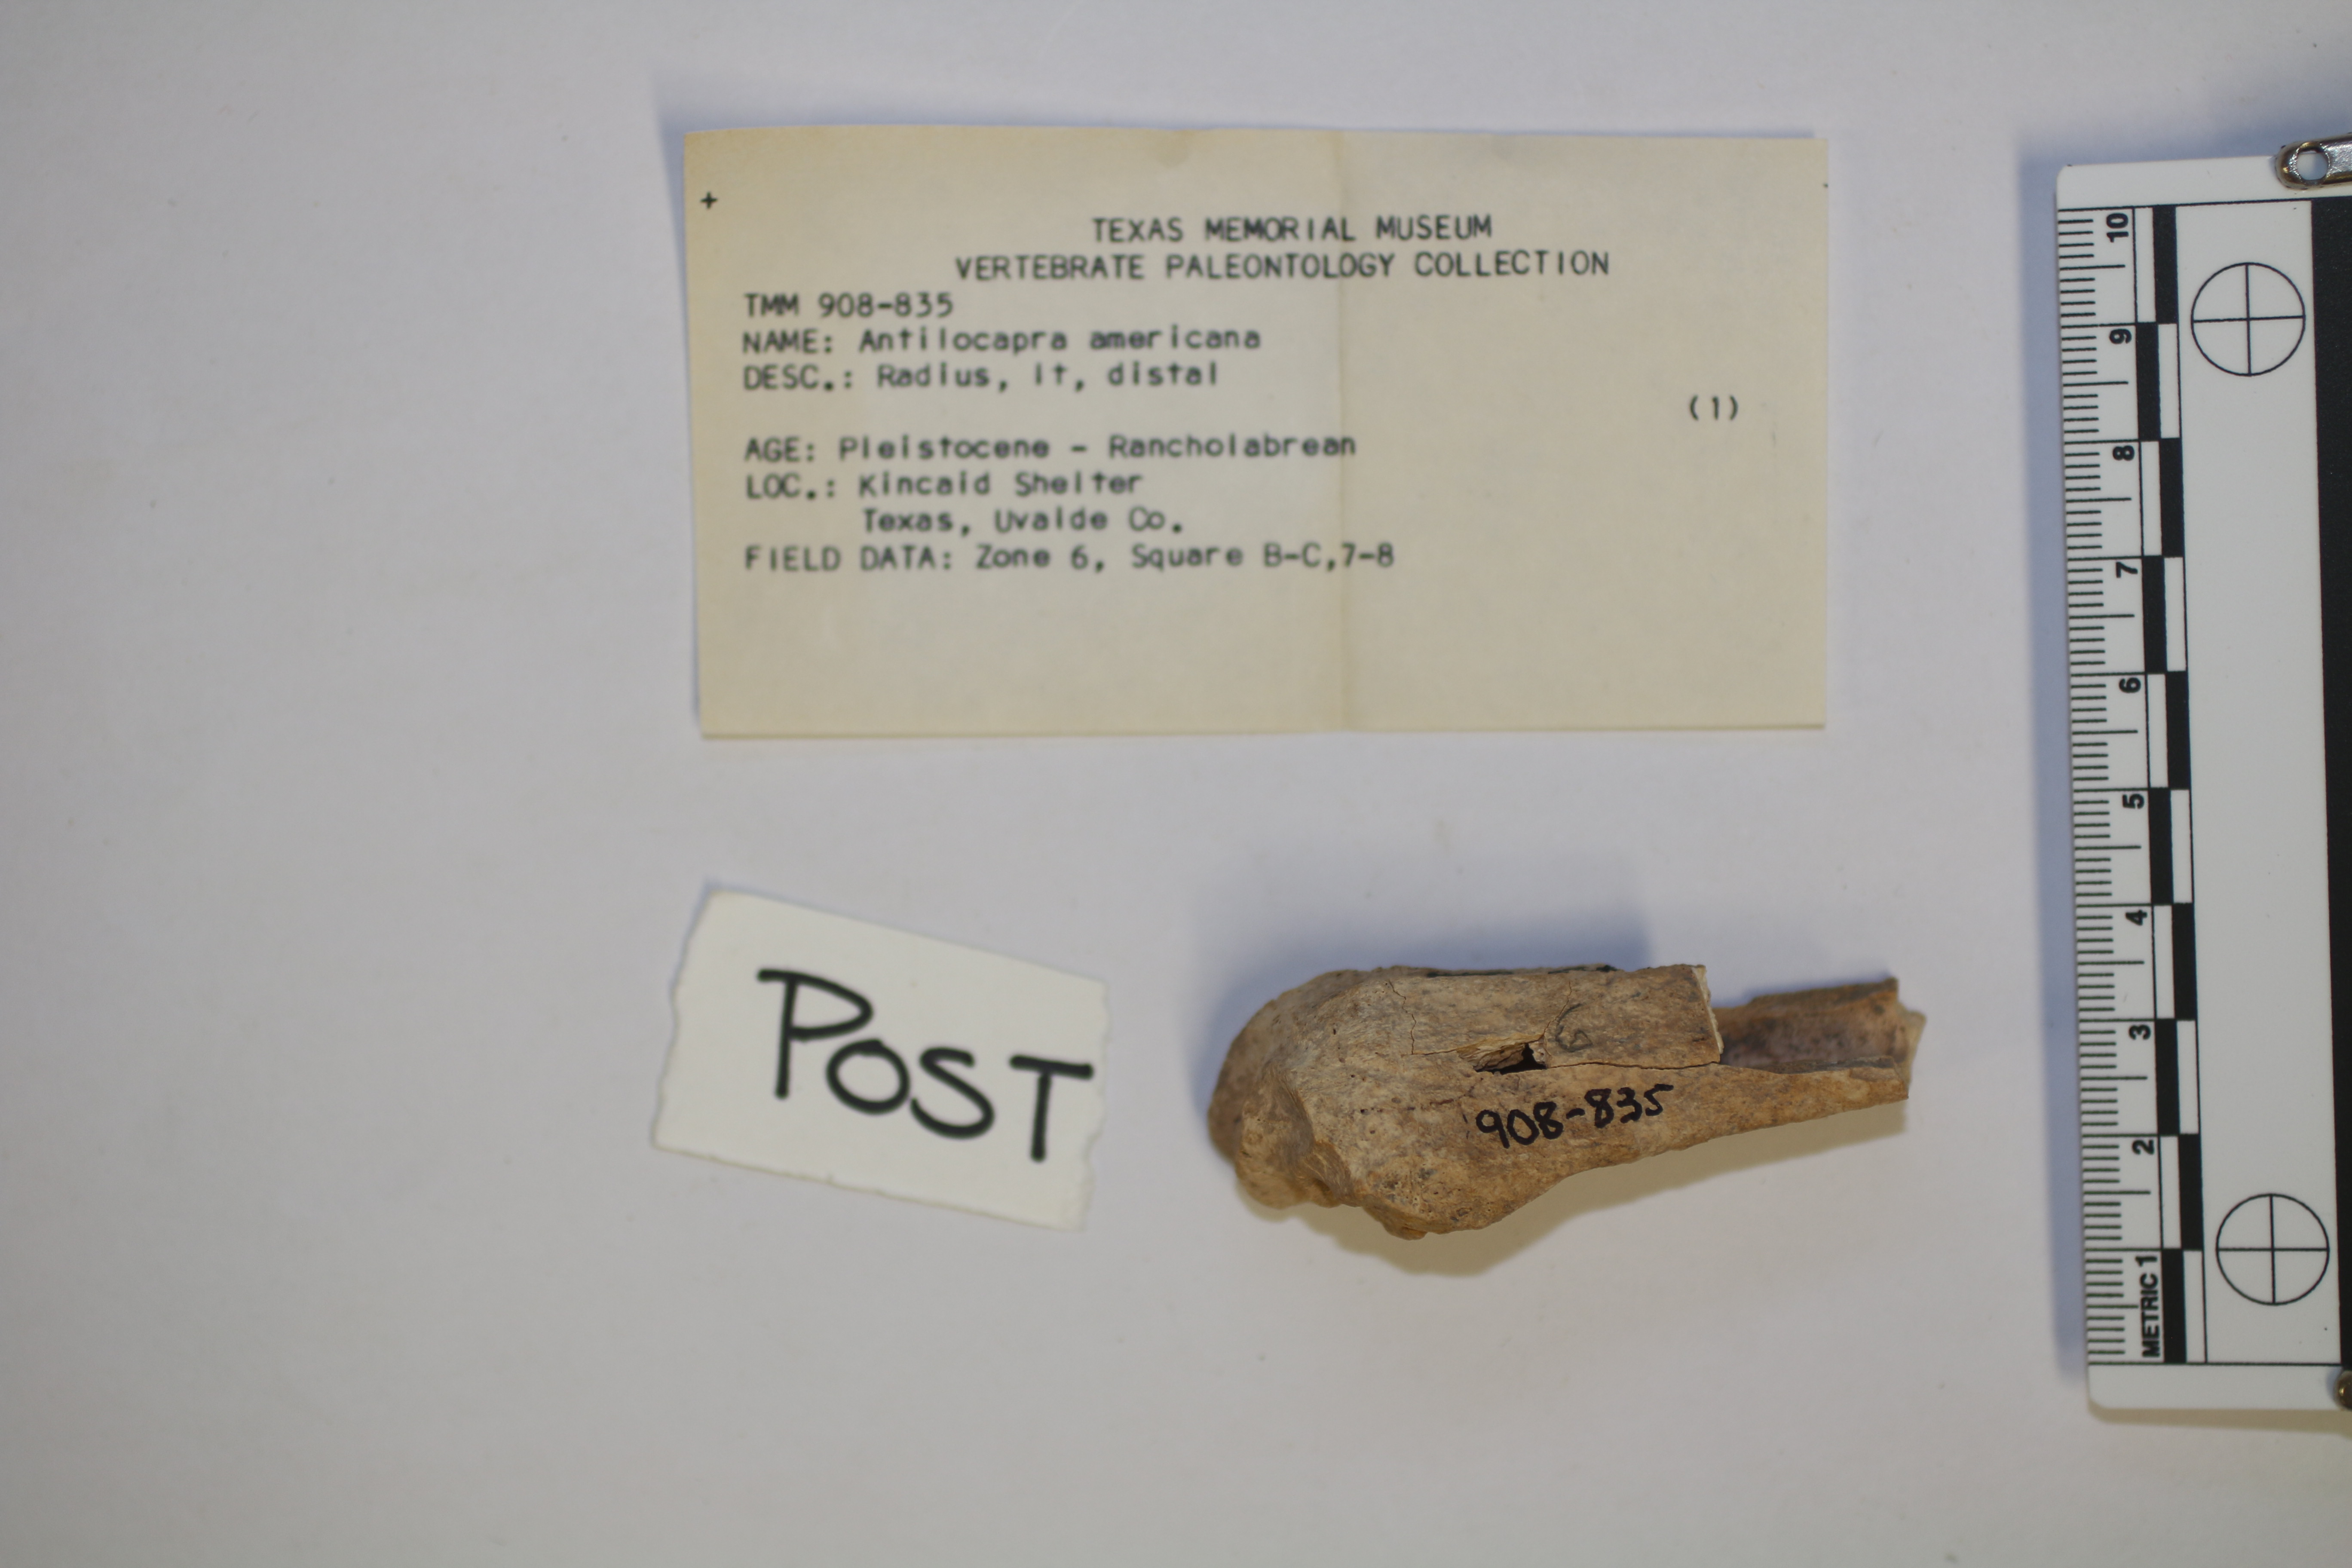 +
TEXAS MEMORIAL MUSEUM
VERTEBRATE PALEONTOLOGY COLLECTION
TMM 908-835
NAME: Antilocapra americana
DESC.: Radius, lt, distal
(1)
AGE: Pleistocene - Rancholabrean
LOC.: Kincaid Shelter
Texas, Uvalde Co.
FIELD DATA: Zone 6, Square B-C,7-8
POST
6
908-835
10
9
8
7
6
5
4
3
2
METRIC 1